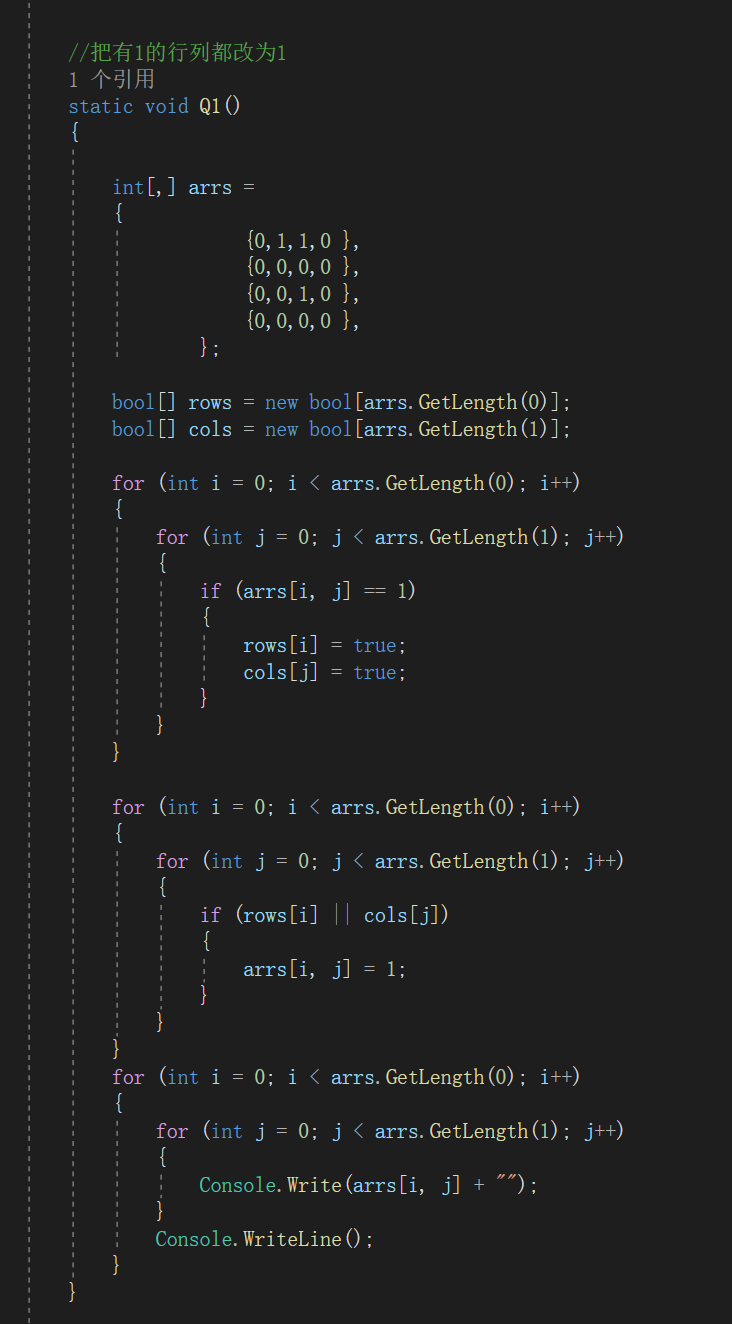 //把有1的行列都改为1
1 个引用
static void Q1()
{
int[,] arrs =
{
{0,1,1,0 },
{0,0,0,0 },
{0,0,1,0 },
{0,0,0,0 },
};
bool[] rows = new bool[arrs.GetLength(0)];
bool[] cols = new bool[arrs.GetLength(1)];
for (int i = 0; i < arrs.GetLength(0); i++)
{
for (int j = 0; j < arrs.GetLength(1); j++)
{
if (arrs[i, j] == 1)
{
rows[i] = true;
cols[j] = true;
}
}
}
for (int i = 0; i < arrs.GetLength(0); i++)
{
for (int j = 0; j < arrs.GetLength(1); j++)
{
if (rows[i] || cols[j])
{
arrs[i, j] = 1;
}
}
}
for (int i = 0; i < arrs.GetLength(0); i++)
{
for (int j = 0; j < arrs.GetLength(1); j++)
{
Console.Write(arrs[i, j] + "");
}
Console.WriteLine();
}
}